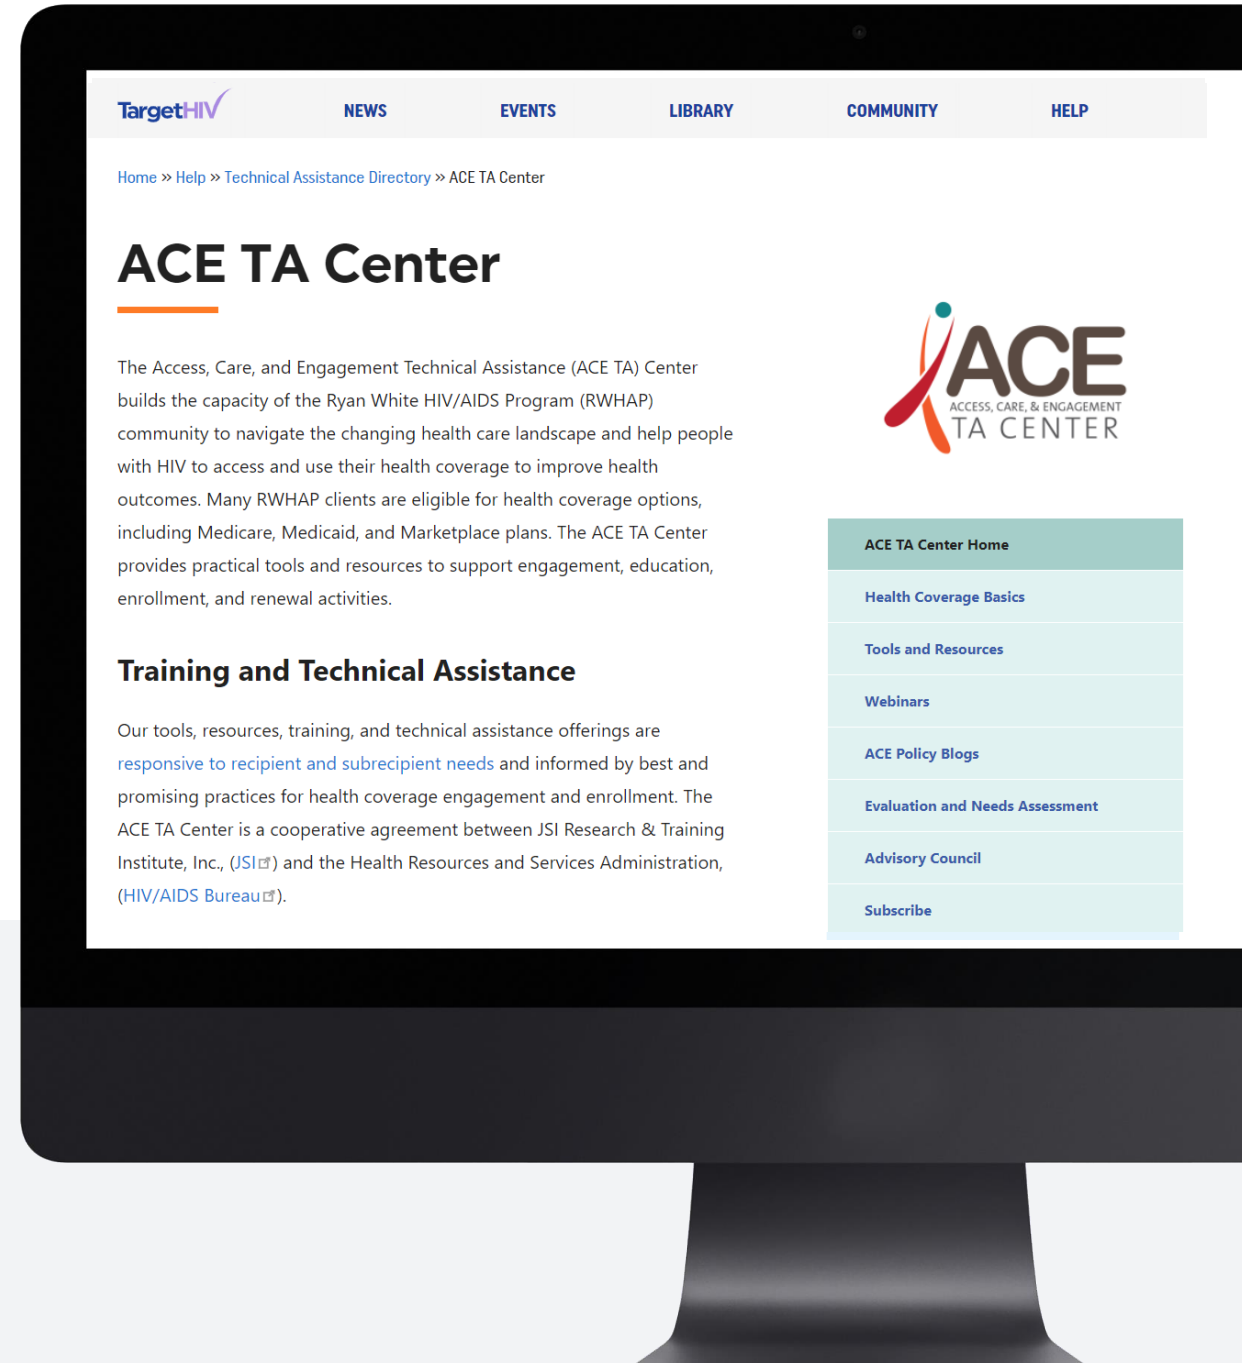 TargetHIV
NEWS
EVENTS
LIBRARY
COMMUNITY
HELP
Home » Help » Technical Assistance Directory » ACE TA Center
ACE TA Center
The Access, Care, and Engagement Technical Assistance (ACE TA) Center
builds the capacity of the Ryan White HIV/AIDS Program (RWHAP)
community to navigate the changing health care landscape and help people
with HIV to access and use their health coverage to improve health
outcomes. Many RWHAP clients are eligible for health coverage options,
including Medicare, Medicaid, and Marketplace plans. The ACE TA Center
provides practical tools and resources to support engagement, education,
enrollment, and renewal activities.
Training and Technical Assistance
Our tools, resources, training, and technical assistance offerings are
responsive to recipient and subrecipient needs and informed by best and
promising practices for health coverage engagement and enrollment. The
ACE TA Center is a cooperative agreement between JSI Research & Training
Institute, Inc., (JSI) and the Health Resources and Services Administration,
(HIV/AIDS Bureau).
ACE
ACCESS, CARE, & ENGAGEMENT
TA CENTER
ACE TA Center Home
Health Coverage Basics
Tools and Resources
Webinars
ACE Policy Blogs
Evaluation and Needs Assessment
Advisory Council
Subscribe